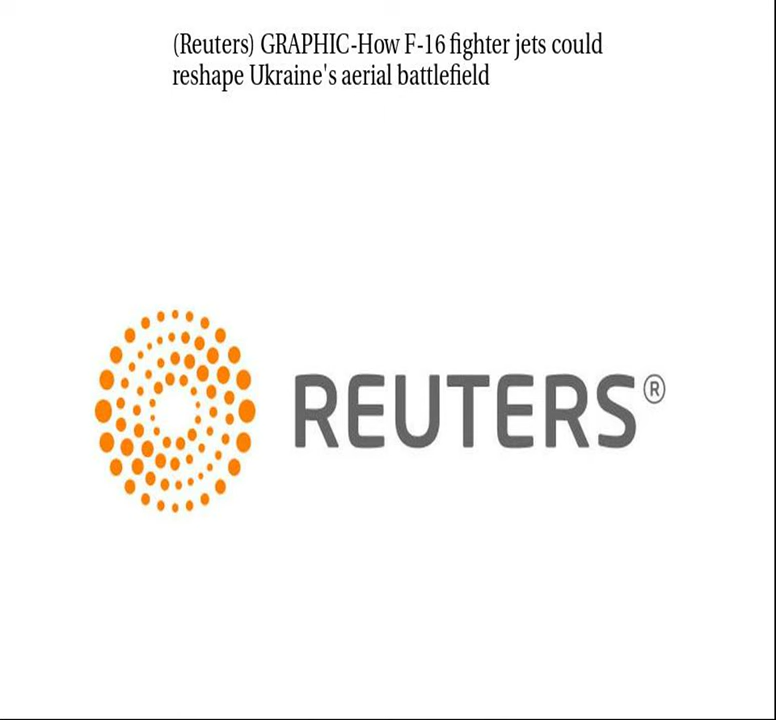 (Reuters) GRAPHIC-How F-16 fighter jets could
reshape Ukraine's aerial battlefield
REUTERS®